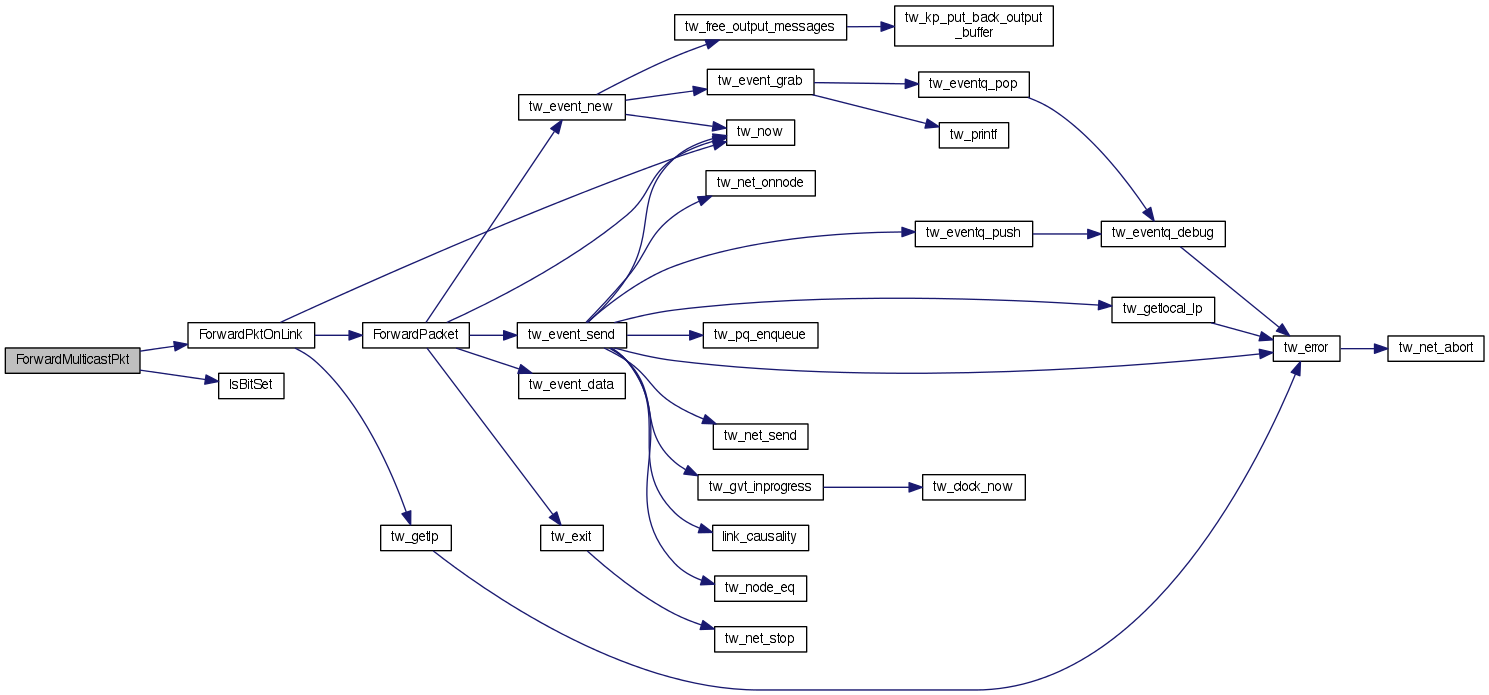 tw_free_output_messages
tw_kp_put_back_output
_buffer
tw_event_new
tw_event_grab
tw_eventq_pop
tw_now
tw_printf
tw_net_onnode
tw_eventq_push
tw_eventq_debug
tw_getlocal_lp
ForwardMulticastPkt
ForwardPktOnLink
ForwardPacket
tw_event_send
tw_pq_enqueue
tw_error
tw_net_abort
IsBitSet
tw_event_data
tw_net_send
tw_gvt_inprogress
tw_clock_now
tw_getlp
tw_exit
link_causality
tw_node_eq
tw_net_stop